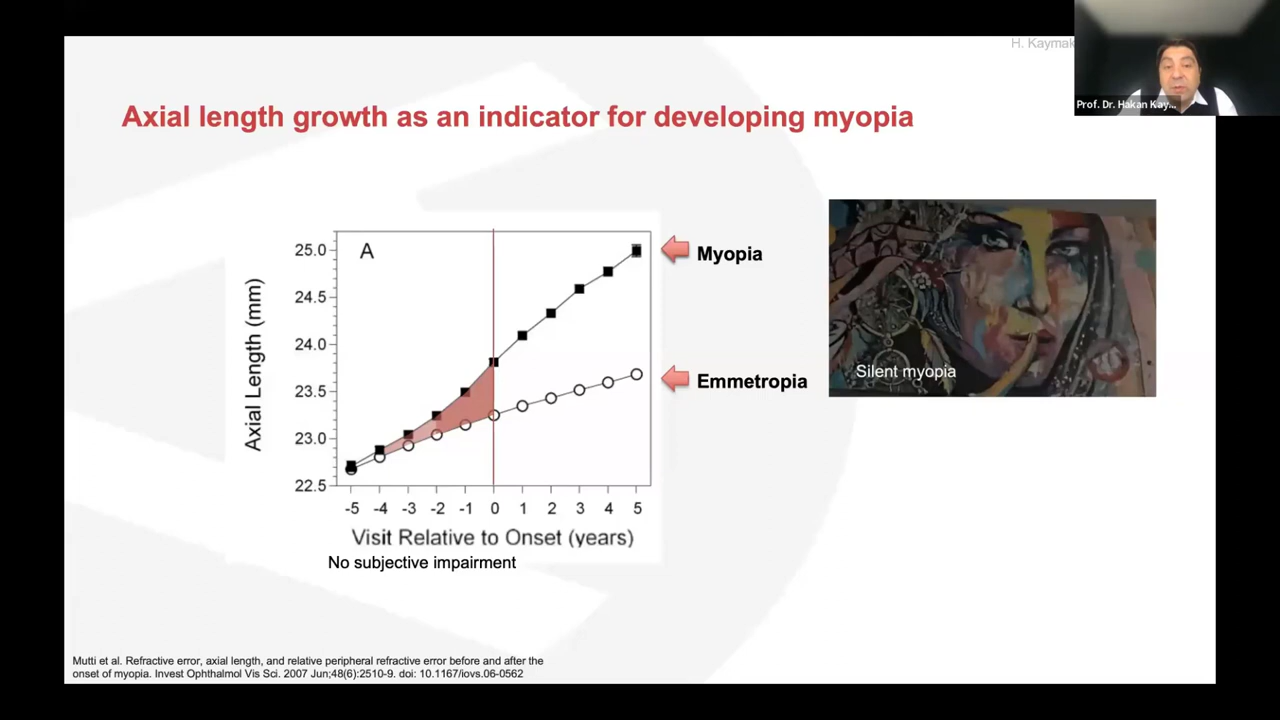 H. Kaymak
Prof. Dr. Hakan Kay...
Axial length growth as an indicator for developing myopia
A
25.0
24.5
24.0
23.5
23.0
22.5
Axial Length (mm)
-5 -4 -3 -2 -1 0 1 2 3 4 5
Visit Relative to Onset (years)
No subjective impairment
Myopia
Emmetropia
Silent myopia
Mutti et al. Refractive error, axial length, and relative peripheral refractive error before and after the
onset of myopia. Invest Ophthalmol Vis Sci. 2007 Jun;48(6):2510-9. doi: 10.1167/iovs.06-0562